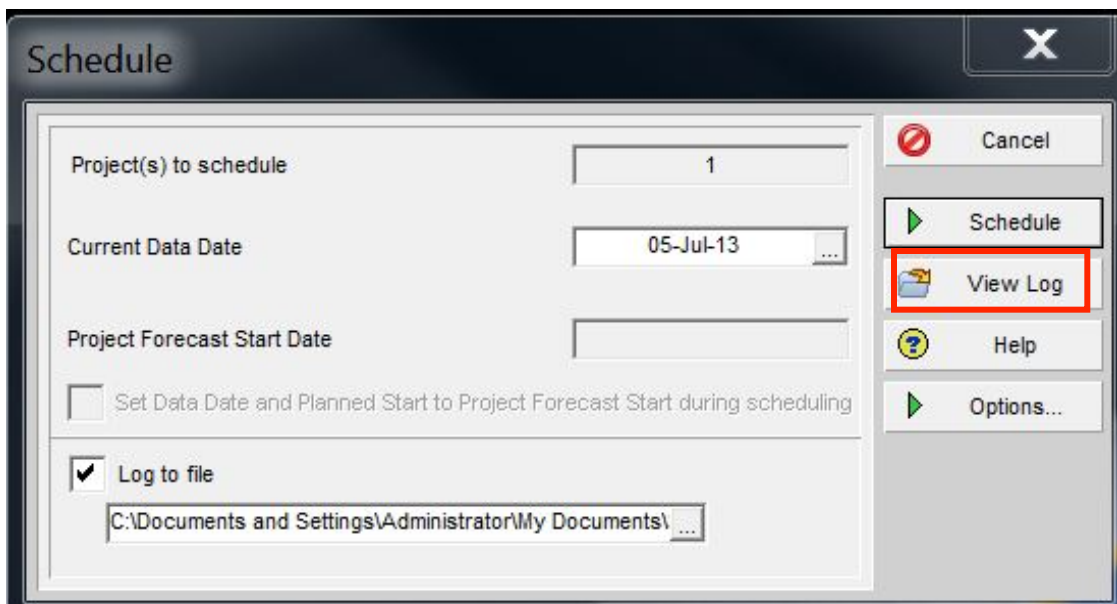 Schedule
X
Cancel
Project(s) to schedule 1
Schedule
Current Data Date 05-Jul-13 ...
View Log
Project Forecast Start Date
Help
Set Data Date and Planned Start to Project Forecast Start during scheduling
Options...
Log to file
C:\Documents and Settings\Administrator\My Documents\ ...